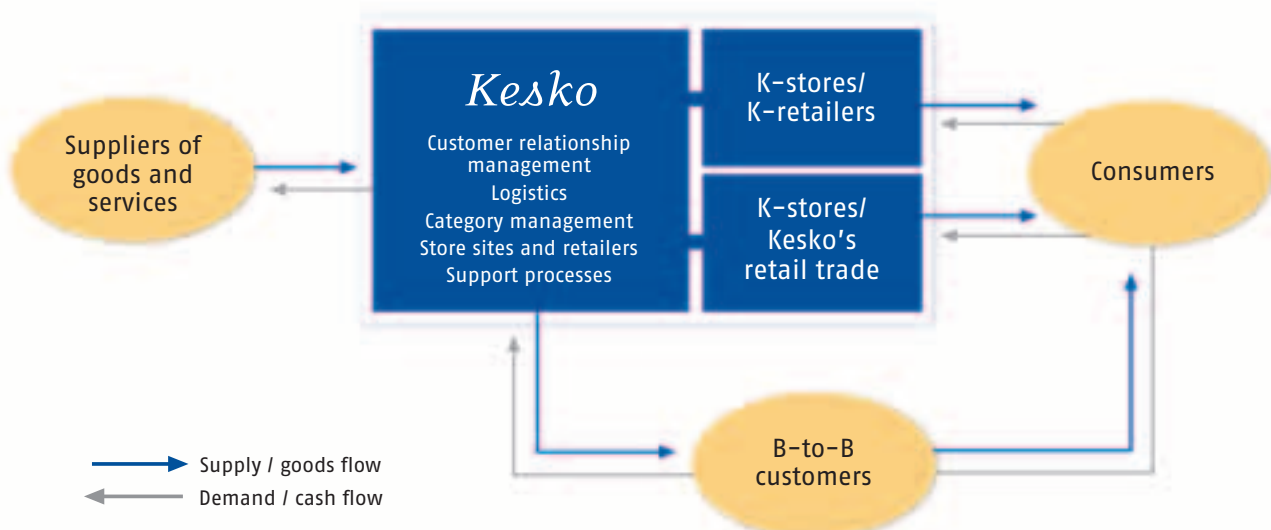 Suppliers of
goods and
services
Kesko
Customer relationship
management
Logistics
Category management
Store sites and retailers
Support processes
K-stores/
K-retailers
K-stores/
Kesko's
retail trade
Consumers
B-to-B
customers
Supply / goods flow
Demand / cash flow